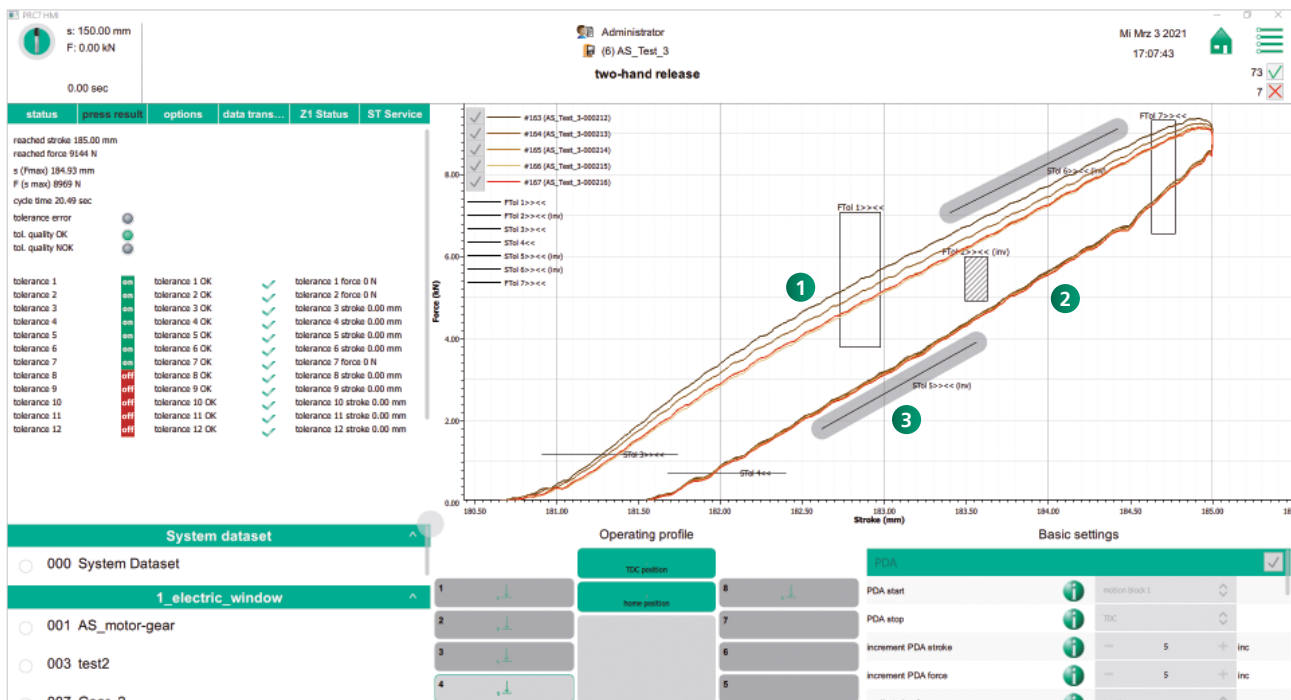 PRCT HMI
s: 150.00 mm
F: 0.00 kN
0.00 sec
Administrator
(6) AS_Test_3
two-hand release
Mi Mrz 3 2021
17:07:43
73
7
status press result options data trans... Z1 Status ST Service
reached stroke 185.00 mm
reached force 9144 N
s (Fmax) 184.93 mm
F (s max) 8969 N
cycle time 20.49 sec
tolerance error
tol. quality OK
tol. quality NOK
tolerance 1 on tolerance 1 OK tolerance 1 force 0 N
tolerance 2 on tolerance 2 OK tolerance 2 force 0 N
tolerance 3 on tolerance 3 OK tolerance 3 stroke 0.00 mm
tolerance 4 on tolerance 4 OK tolerance 4 stroke 0.00 mm
tolerance 5 on tolerance 5 OK tolerance 5 stroke 0.00 mm
tolerance 6 on tolerance 6 OK tolerance 6 stroke 0.00 mm
tolerance 7 on tolerance 7 OK tolerance 7 force 0 N
tolerance 8 off tolerance 8 OK tolerance 8 stroke 0.00 mm
tolerance 9 off tolerance 9 OK tolerance 9 stroke 0.00 mm
tolerance 10 off tolerance 10 OK tolerance 10 stroke 0.00 mm
tolerance 11 off tolerance 11 OK tolerance 11 stroke 0.00 mm
tolerance 12 off tolerance 12 OK tolerance 12 stroke 0.00 mm
#163 (AS_Test_3-000212)
#164 (AS_Test_3-000213)
#165 (AS_Test_3-000214)
#166 (AS_Test_3-000215)
#167 (AS_Test_3-000216)
FTol 1>><<
FTol 2>><< (inv)
STol 3>><<
STol 4<<
STol 5>><< (inv)
STol 6>><< (inv)
FTol 7>><<
FTol 7>><<
STol 6>><< (inv)
FTol 1>><<
FTol 2>><< (inv)
1
2
3
STol 5>><< (inv)
STol 3>><<
STol 4<<
Force (kN)
8.00
6.00
4.00
2.00
0.00
180.50 181.00 181.50 182.00 182.50 183.00 183.50 184.00 184.50 185.00
Stroke (mm)
System dataset
000 System Dataset
1_electric_window
001 AS_motor-gear
003 test2
Operating profile
TDC position
home position
1
2
3
4
8
7
6
5
Basic settings
PDA
PDA start motion block 1
PDA stop TDC
increment PDA stroke 5 inc
increment PDA force 5 inc